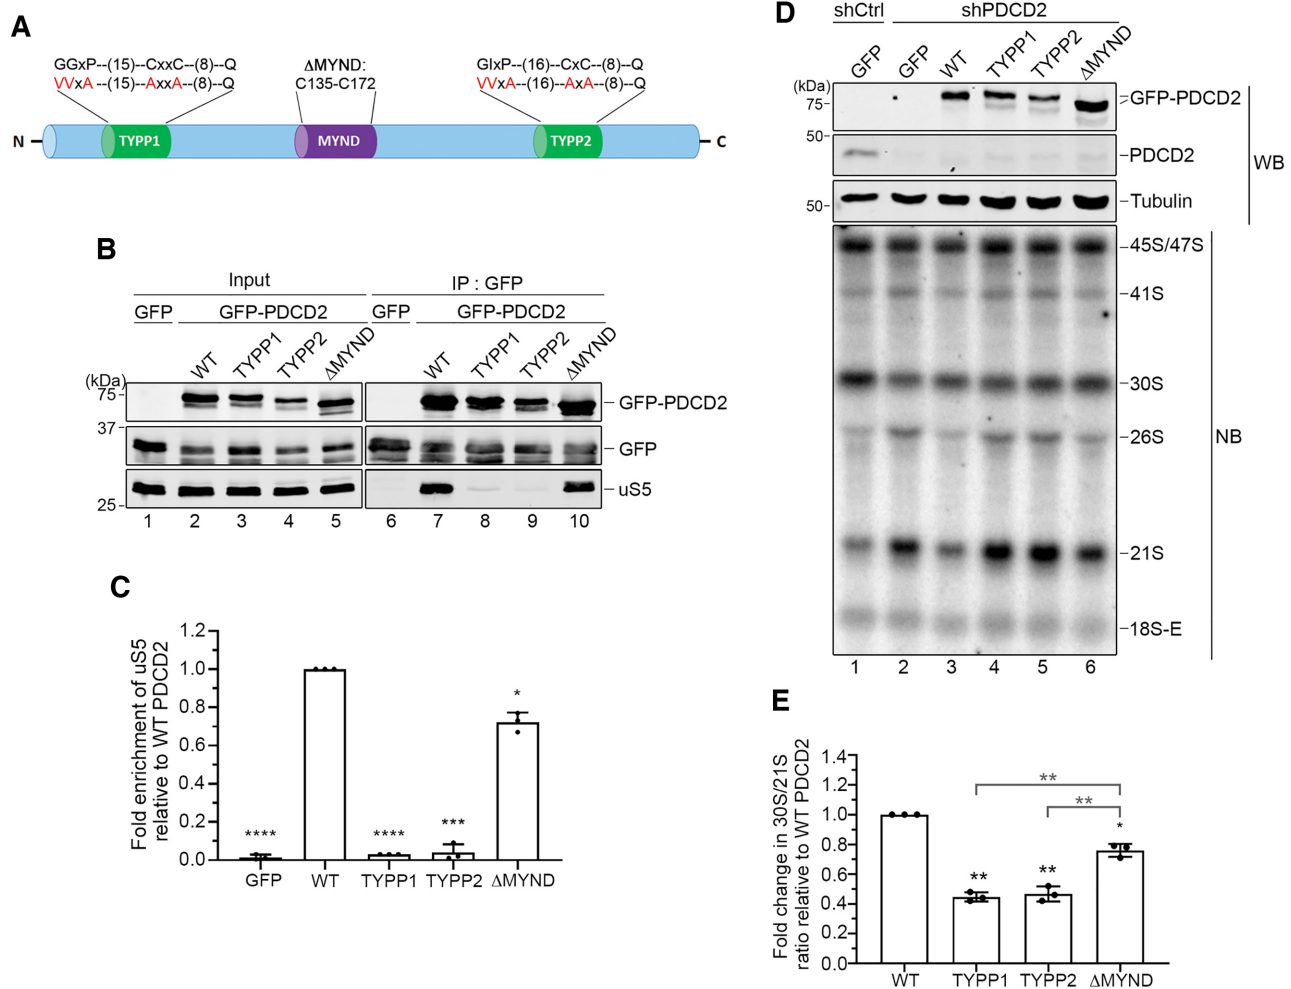 A
GGxP--(15)--CxxC--(8)--Q
VVxA --(15)--AxxA--(8)--Q
ΔMYND:
C135-C172
GIxP--(16)--CxC--(8)--Q
VVxA--(16)--AxA--(8)--Q
N
TYPP1
MYND
TYPP2
C
B
Input
IP : GFP
GFP
GFP-PDCD2
GFP
GFP-PDCD2
WT
TYPP1
TYPP2
ΔMYND
WT
TYPP1
TYPP2
ΔMYND
(kDa)
75
GFP-PDCD2
37
GFP
uS5
25
1 2 3 4 5 6 7 8 9 10
C
Fold enrichment of uS5
relative to WT PDCD2
1.2
1.0
0.8
0.6
0.4
0.2
0.0
****
****
***
*
GFP WT TYPP1 TYPP2 ΔMYND
D
shCtrl
shPDCD2
GFP
GFP
WT
TYPP1
TYPP2
ΔMYND
(kDa)
75
GFP-PDCD2
50
PDCD2
50
Tubulin
WB
45S/47S
41S
30S
26S
21S
18S-E
NB
1 2 3 4 5 6
E
Fold change in 30S/21S
ratio relative to WT PDCD2
1.4
1.2
1.0
0.8
0.6
0.4
0.2
0.0
**
**
**
**
*
WT TYPP1 TYPP2 ΔMYND